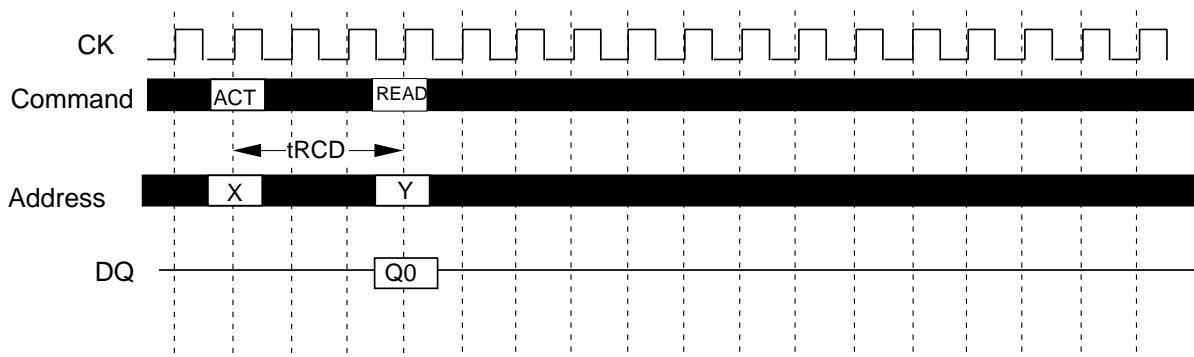 CK
Command ACT READ
tRCD
Address X Y
DQ Q0